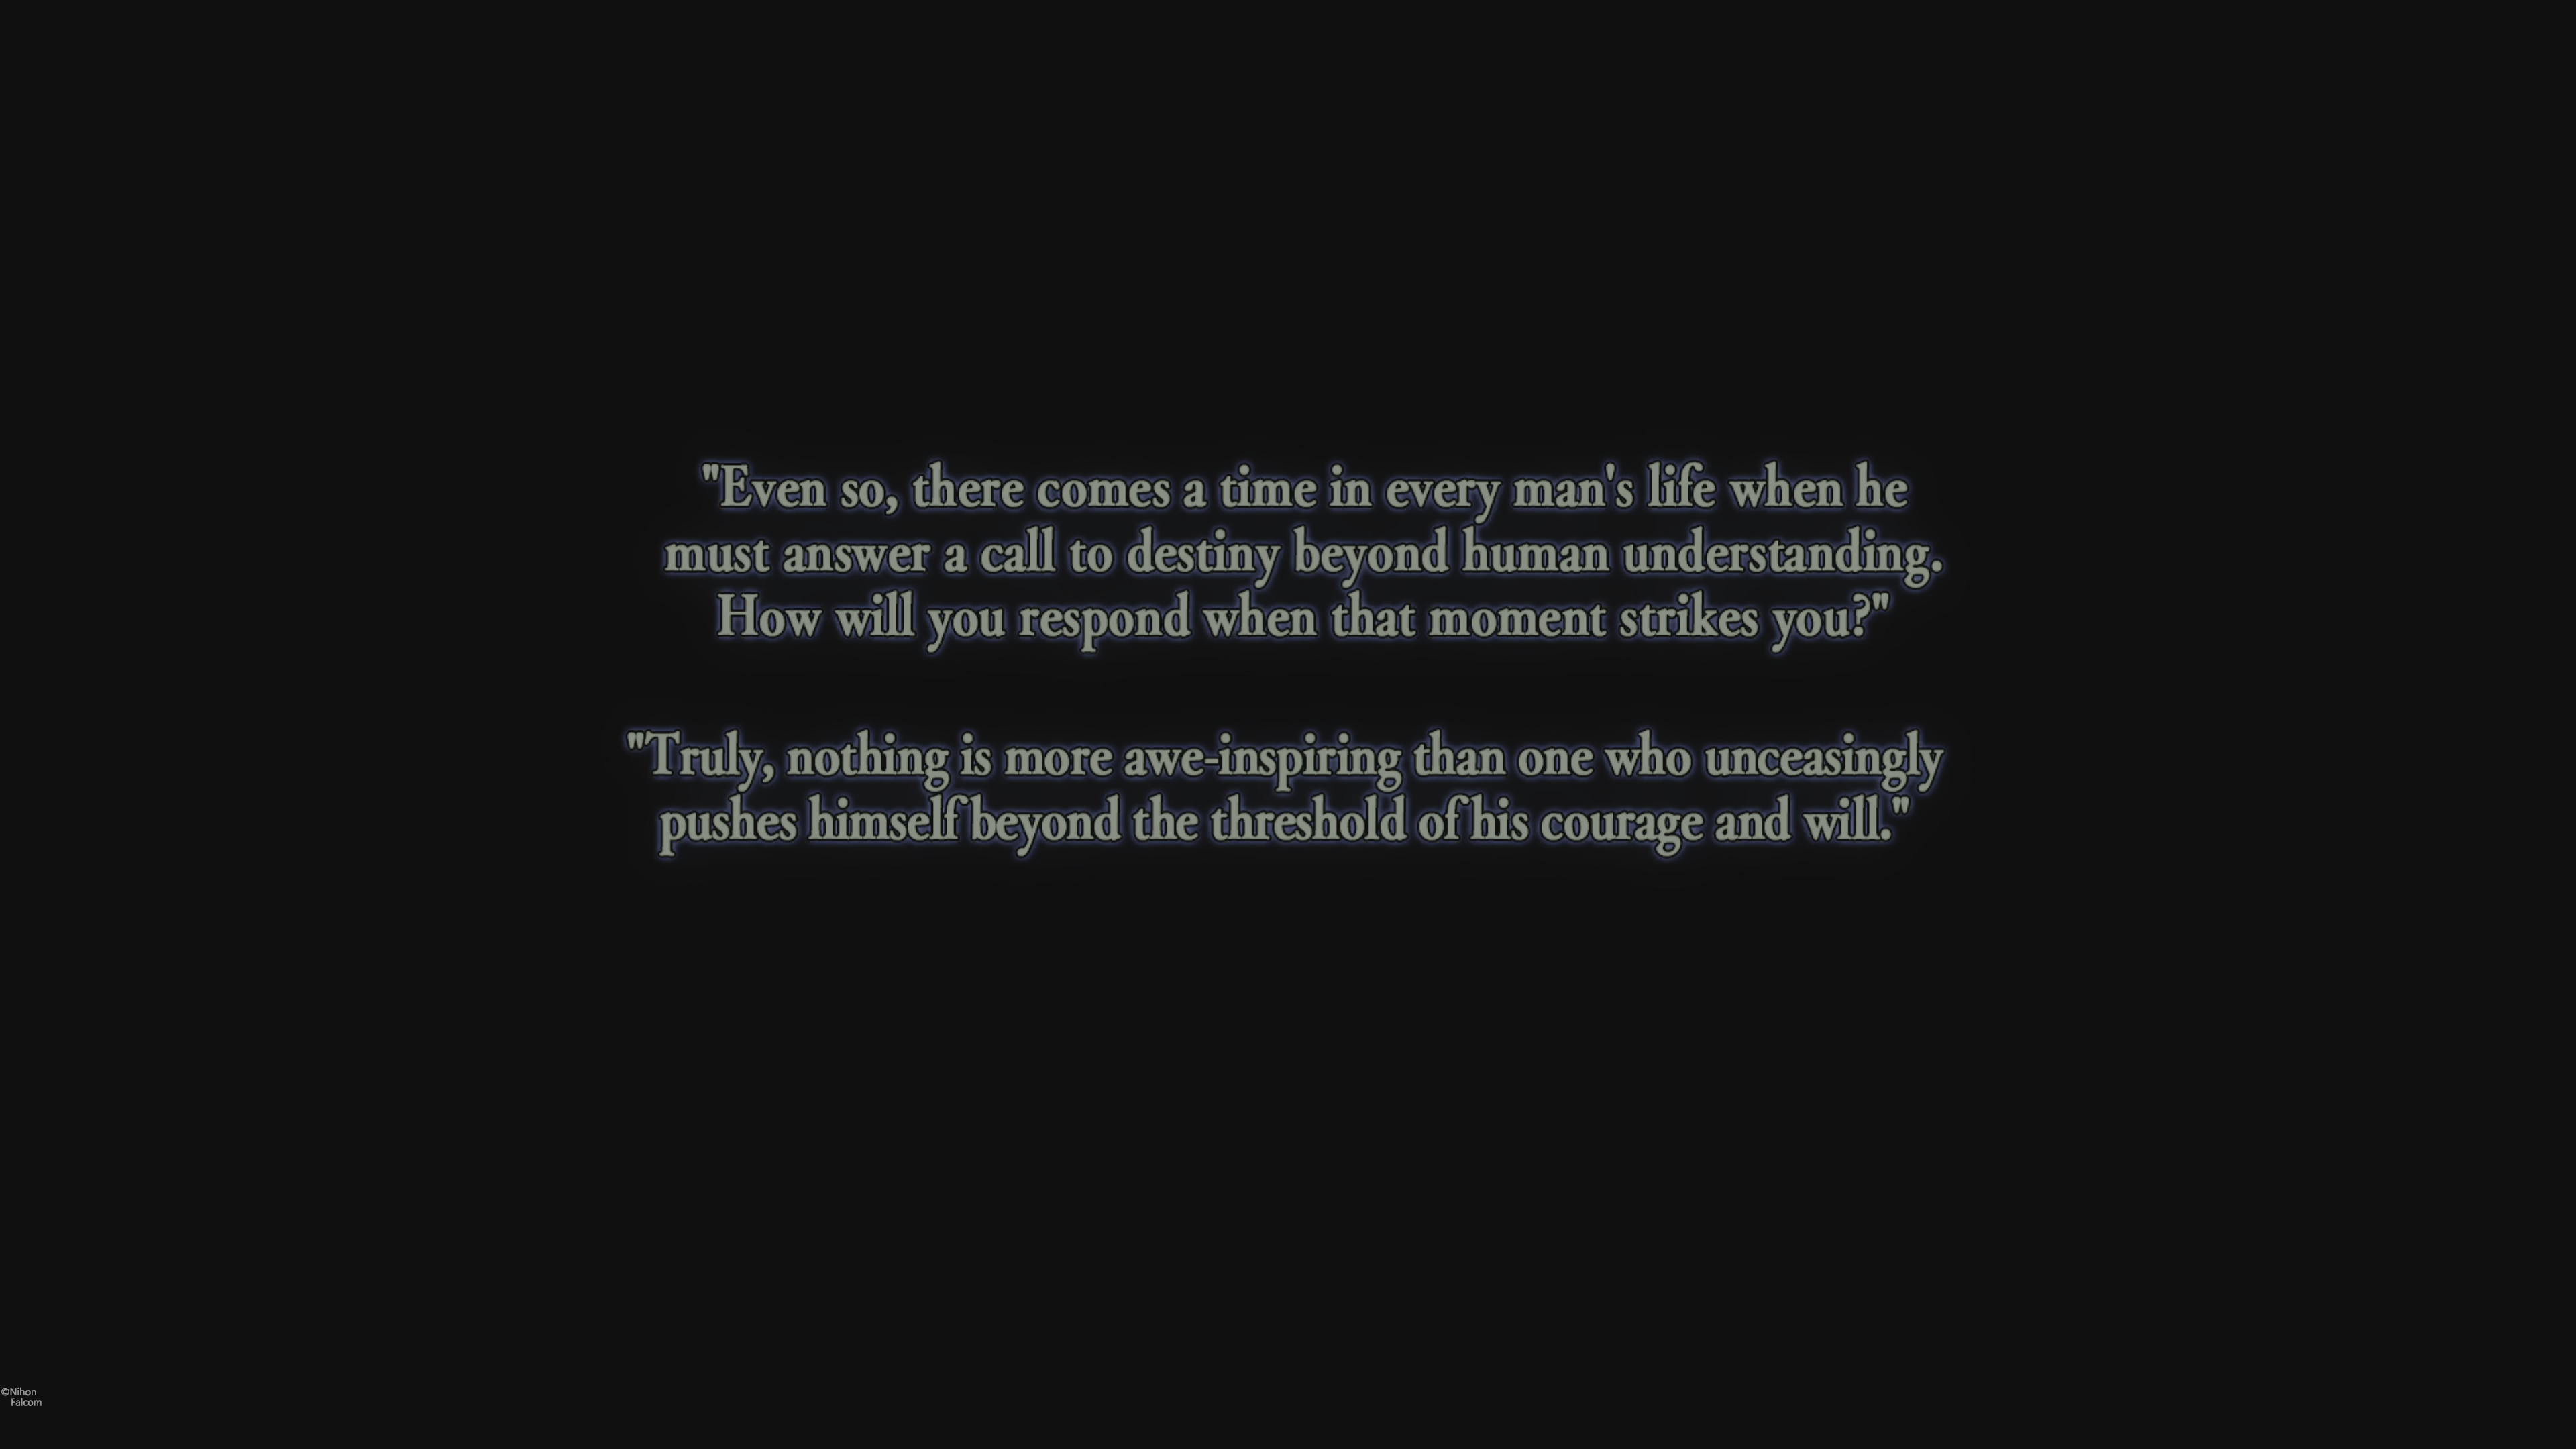 "Even so, there comes a time in every man's life when he
must answer a call to destiny beyond human understanding.
How will you respond when that moment strikes you?"
"Truly, nothing is more awe-inspiring than one who unceasingly
pushes himself beyond the threshold of his courage and will."
©Nihon
Falcom